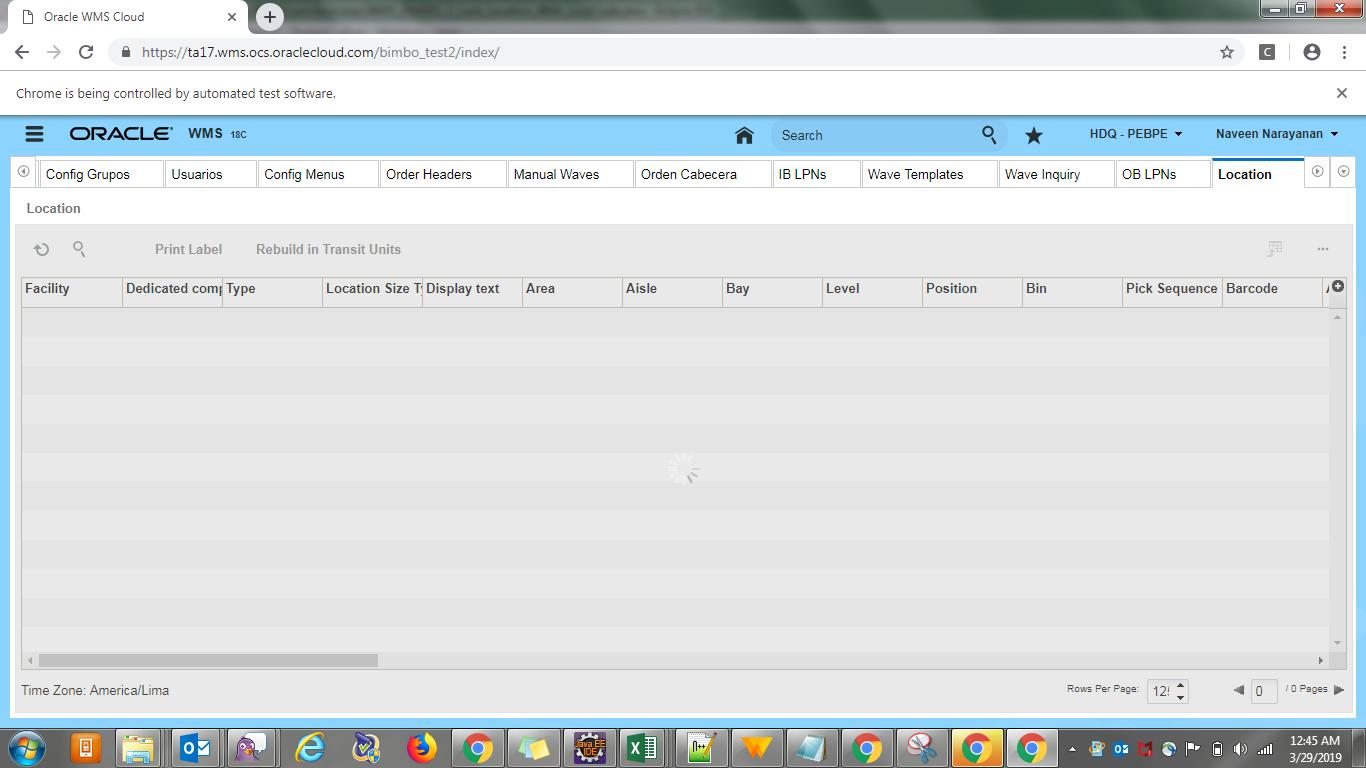 Oracle WMS Cloud
https://ta17.wms.ocs.oraclecloud.com/bimbo_test2/index/
C
Chrome is being controlled by automated test software.
ORACLE WMS 18C
Search
HDQ - PEBPE
Naveen Narayanan
Config Grupos
Usuarios
Config Menus
Order Headers
Manual Waves
Orden Cabecera
IB LPNs
Wave Templates
Wave Inquiry
OB LPNs
Location
Location
Print Label
Rebuild in Transit Units
Facility
Dedicated comp
Type
Location Size Ty
Display text
Area
Aisle
Bay
Level
Position
Bin
Pick Sequence
Barcode
Time Zone: America/Lima
Rows Per Page:
0
/ 0 Pages
Java EE
IDE
12:45 AM
3/29/2019